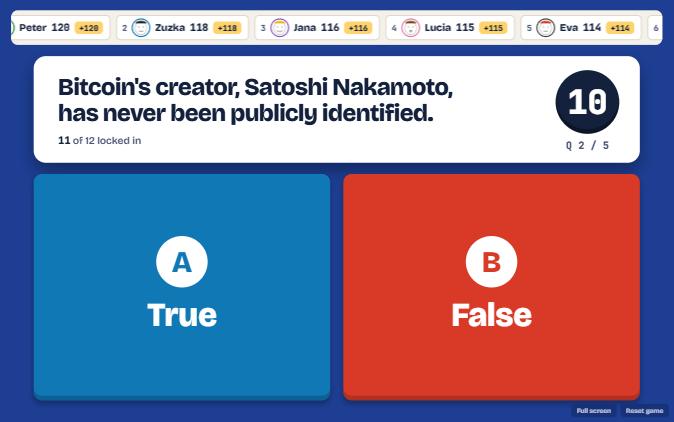 Peter 120 +120
2 Zuzka 118 +118
3 Jana 116 +116
4 Lucia 115 +115
5 Eva 114 +114
6
Bitcoin's creator, Satoshi Nakamoto,
has never been publicly identified.
11 of 12 locked in
10
Q 2 / 5
A
True
B
False
Full screen
Reset game